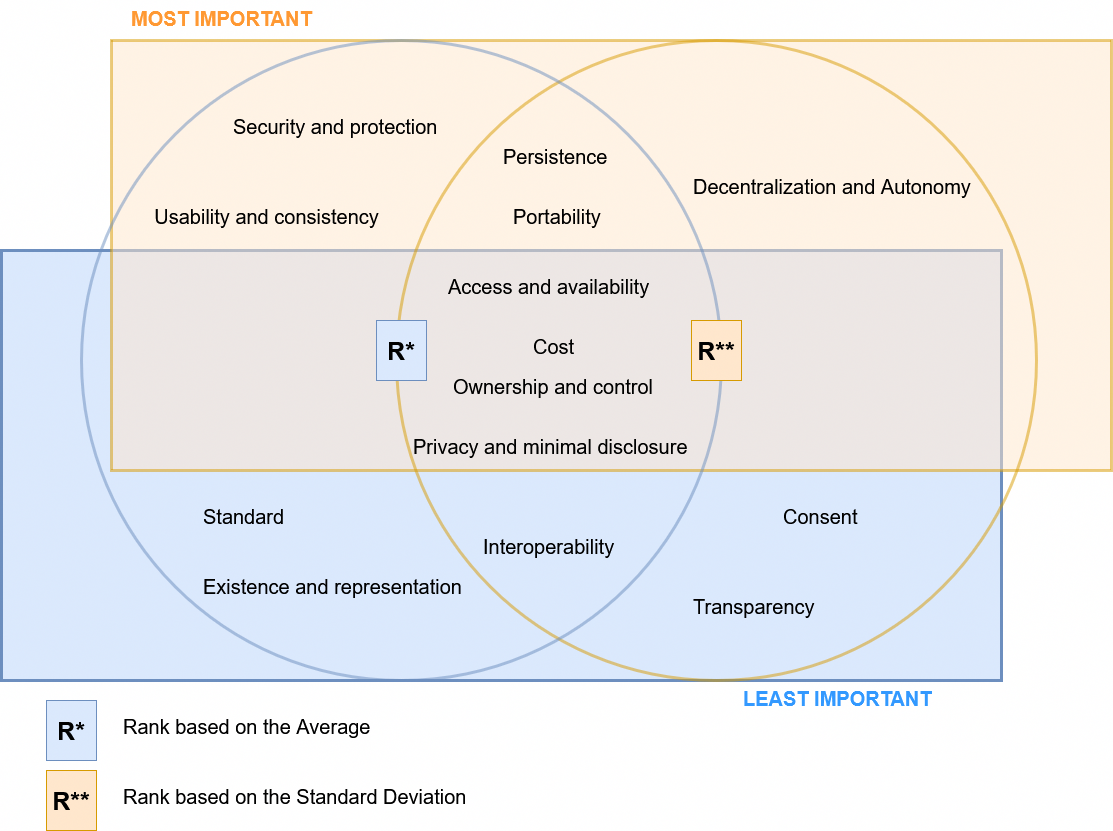 MOST IMPORTANT
Security and protection
Persistence
Decentralization and Autonomy
Usability and consistency
Portability
Access and availability
R*
Cost
R**
Ownership and control
Privacy and minimal disclosure
Standard
Consent
Interoperability
Existence and representation
Transparency
LEAST IMPORTANT
R*
Rank based on the Average
R**
Rank based on the Standard Deviation